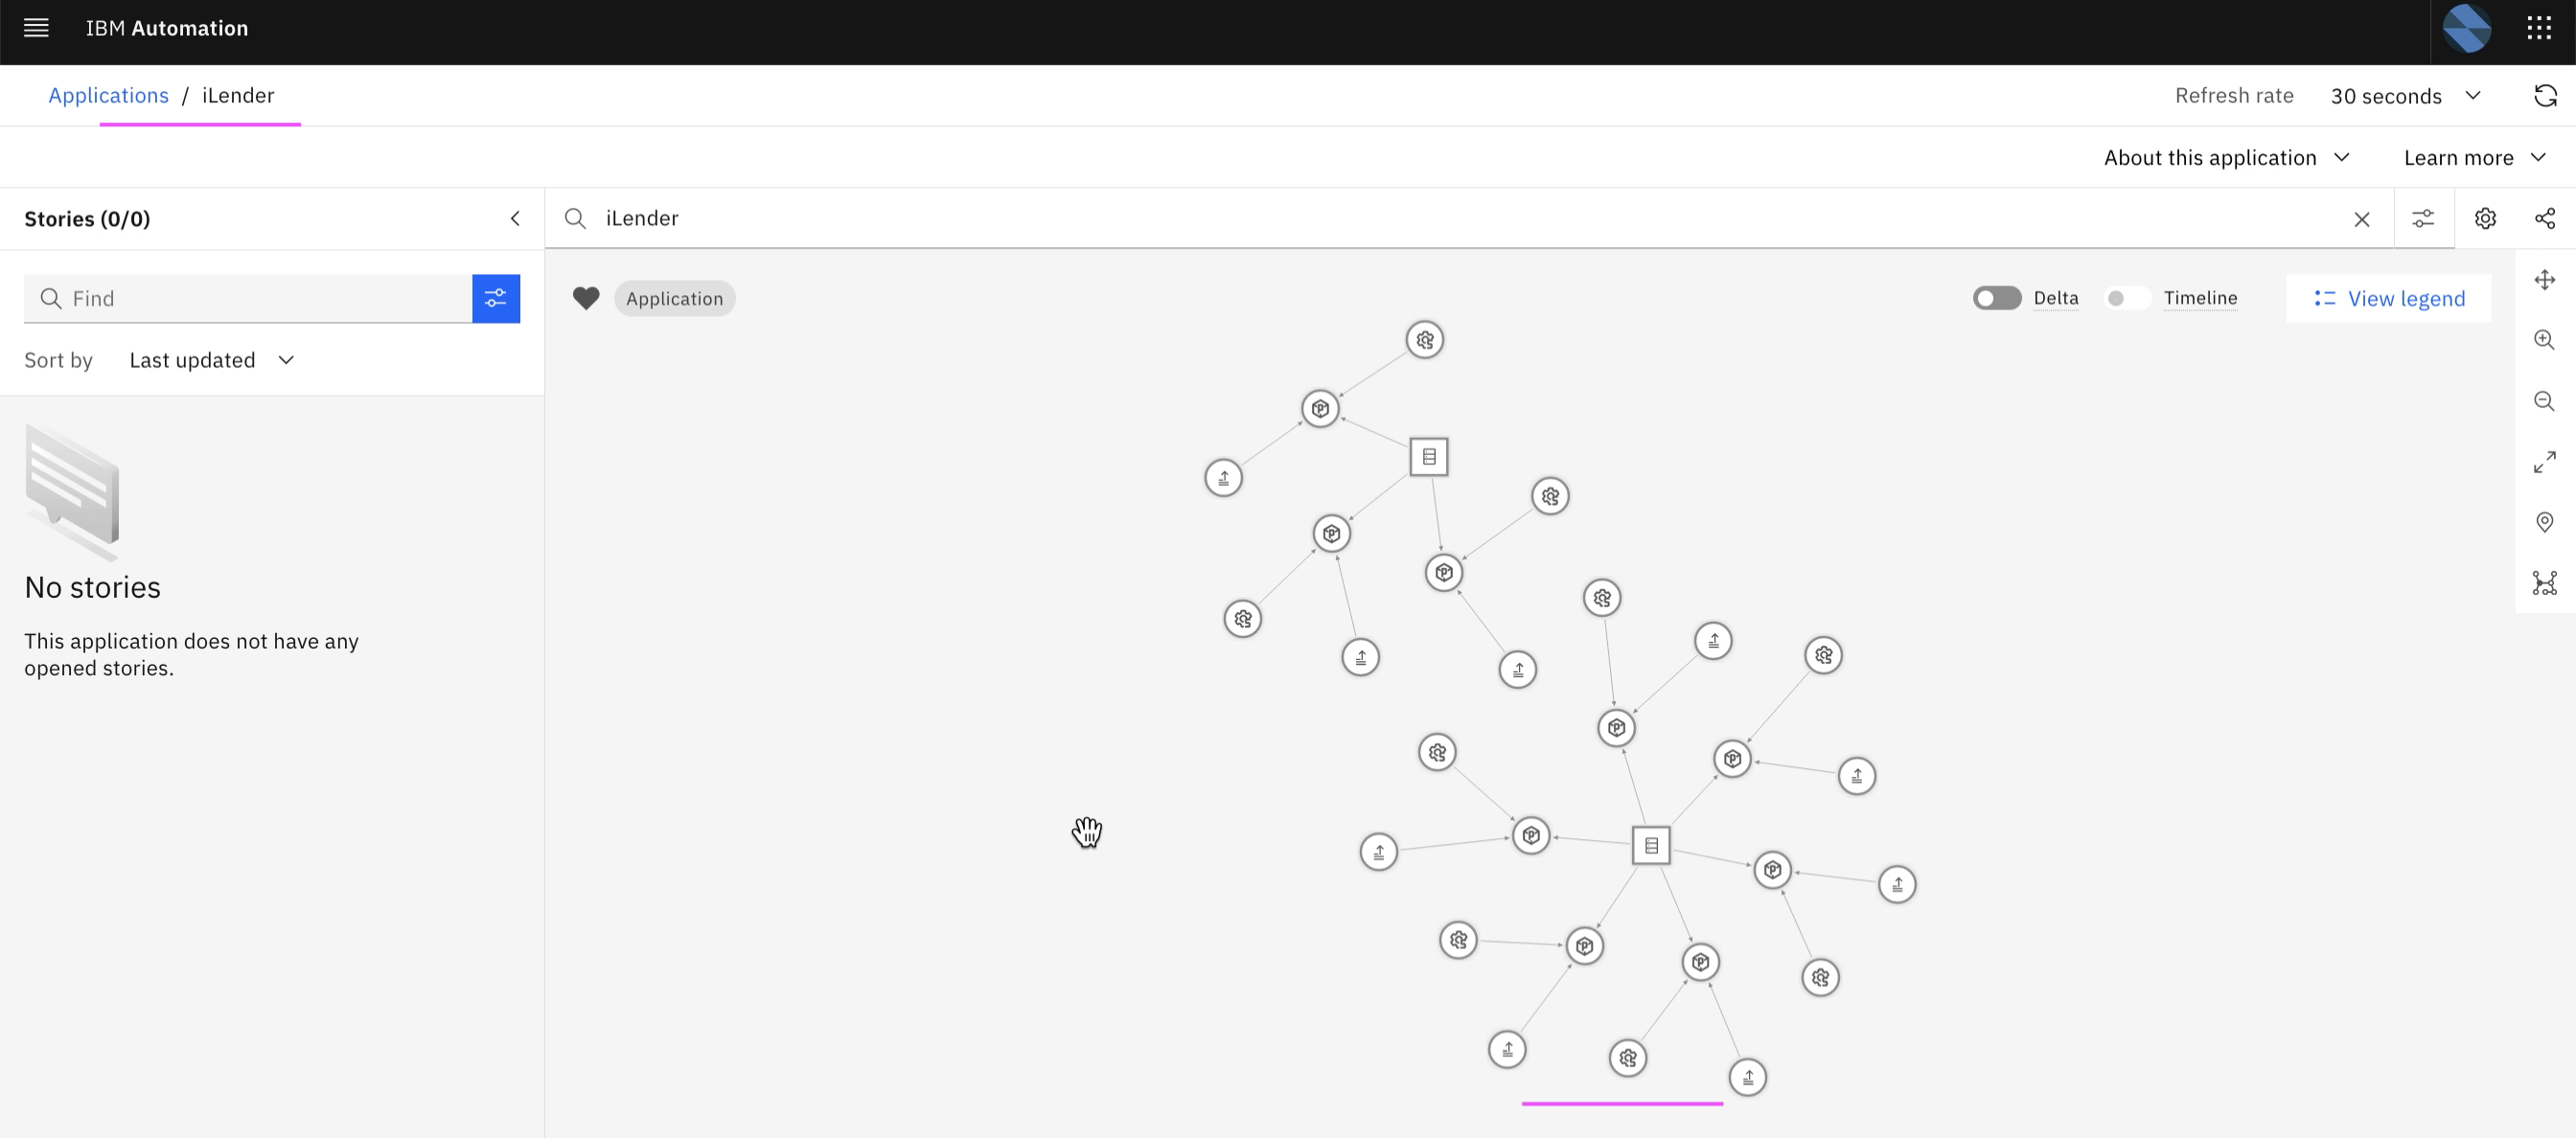 IBM Automation
Applications / iLender
Refresh rate 30 seconds
About this application Learn more
Stories (0/0)
iLender
Find
Application
Delta
Timeline
View legend
Sort by Last updated
No stories
This application does not have any
opened stories.